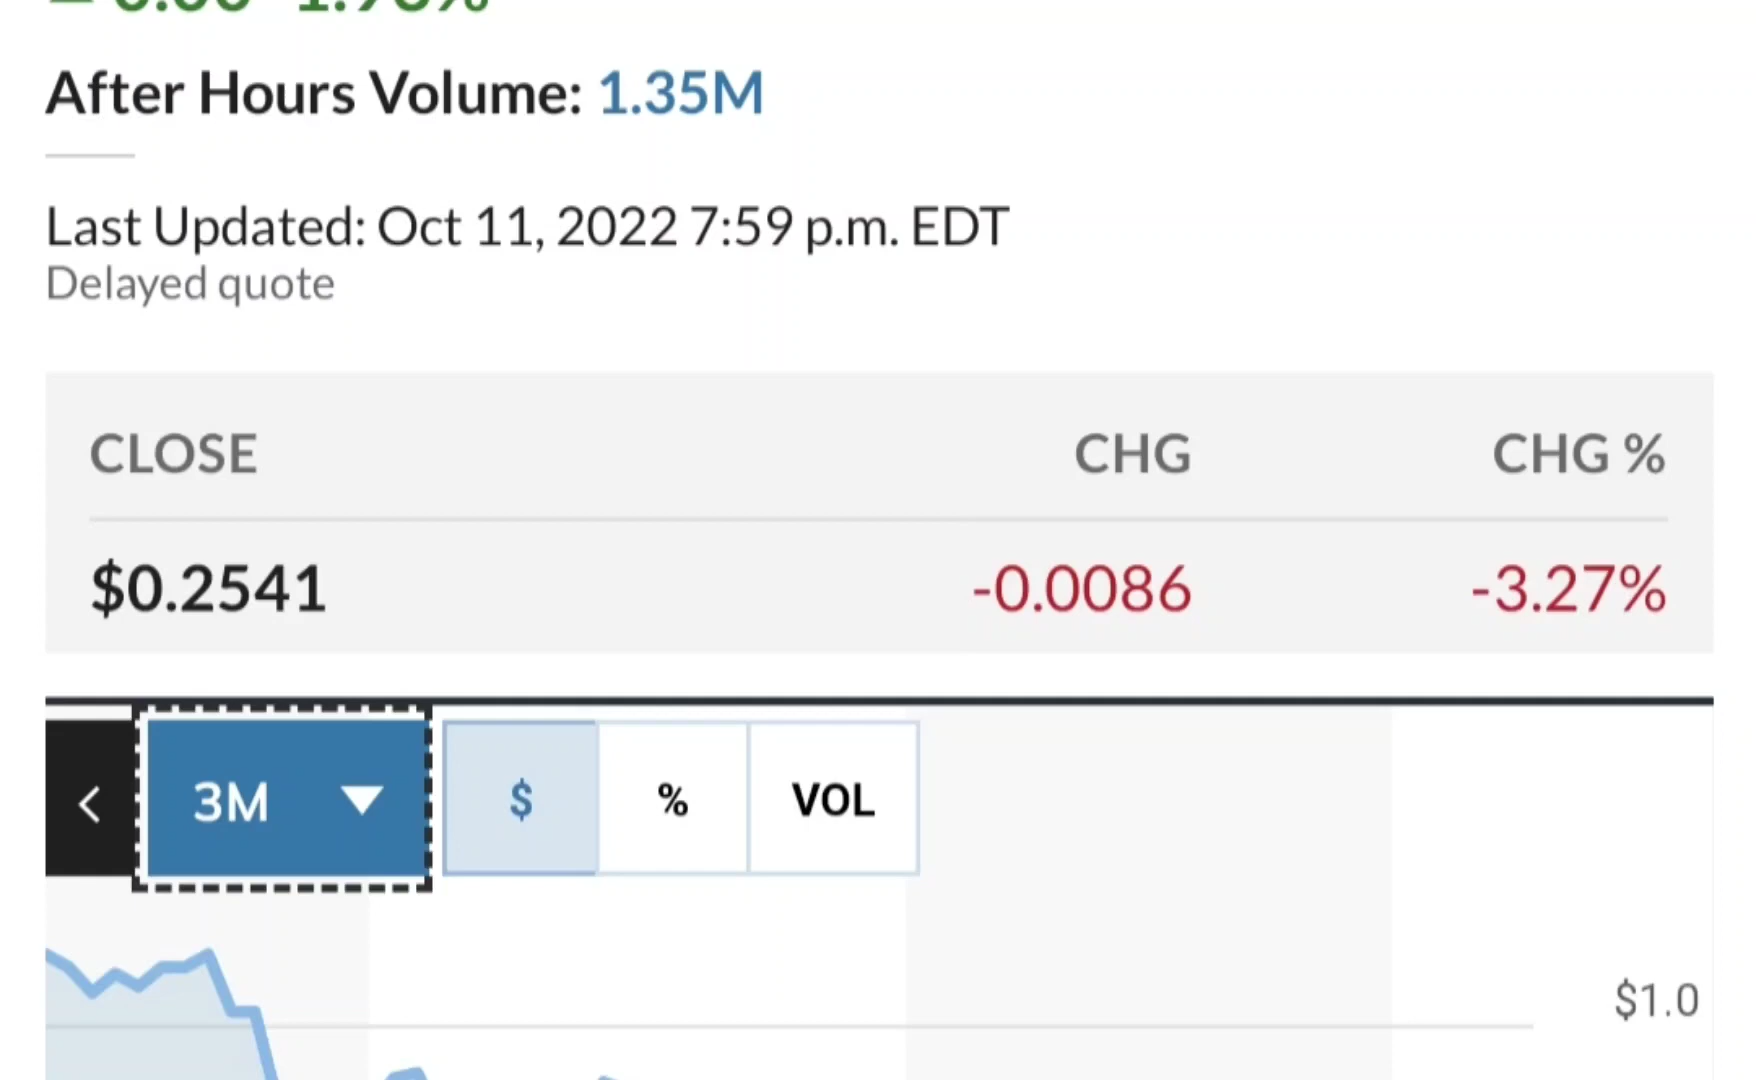 After Hours Volume: 1.35M
Last Updated: Oct 11, 2022 7:59 p.m. EDT
Delayed quote
CLOSE CHG CHG %
$0.2541 -0.0086 -3.27%
< 3M $ % VOL
$1.0